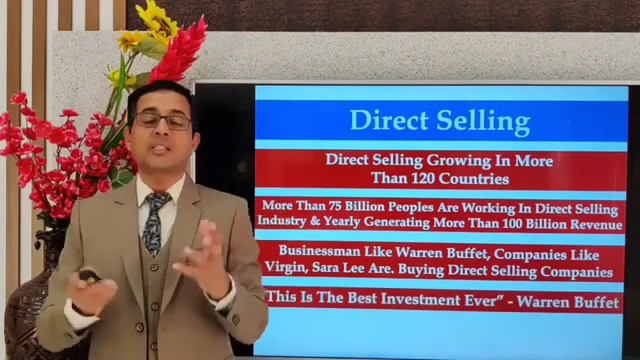 Direct Selling
Direct Selling Growing In More
Than 120 Countries
More Than 75 Billion Peoples Are Working In Direct Selling
Industry & Yearly Generating More Than 100 Billion Revenue
Businessman Like Warren Buffet, Companies Like
Virgin, Sara Lee Are. Buying Direct Selling Companies
This Is The Best Investment Ever” - Warren Buffet